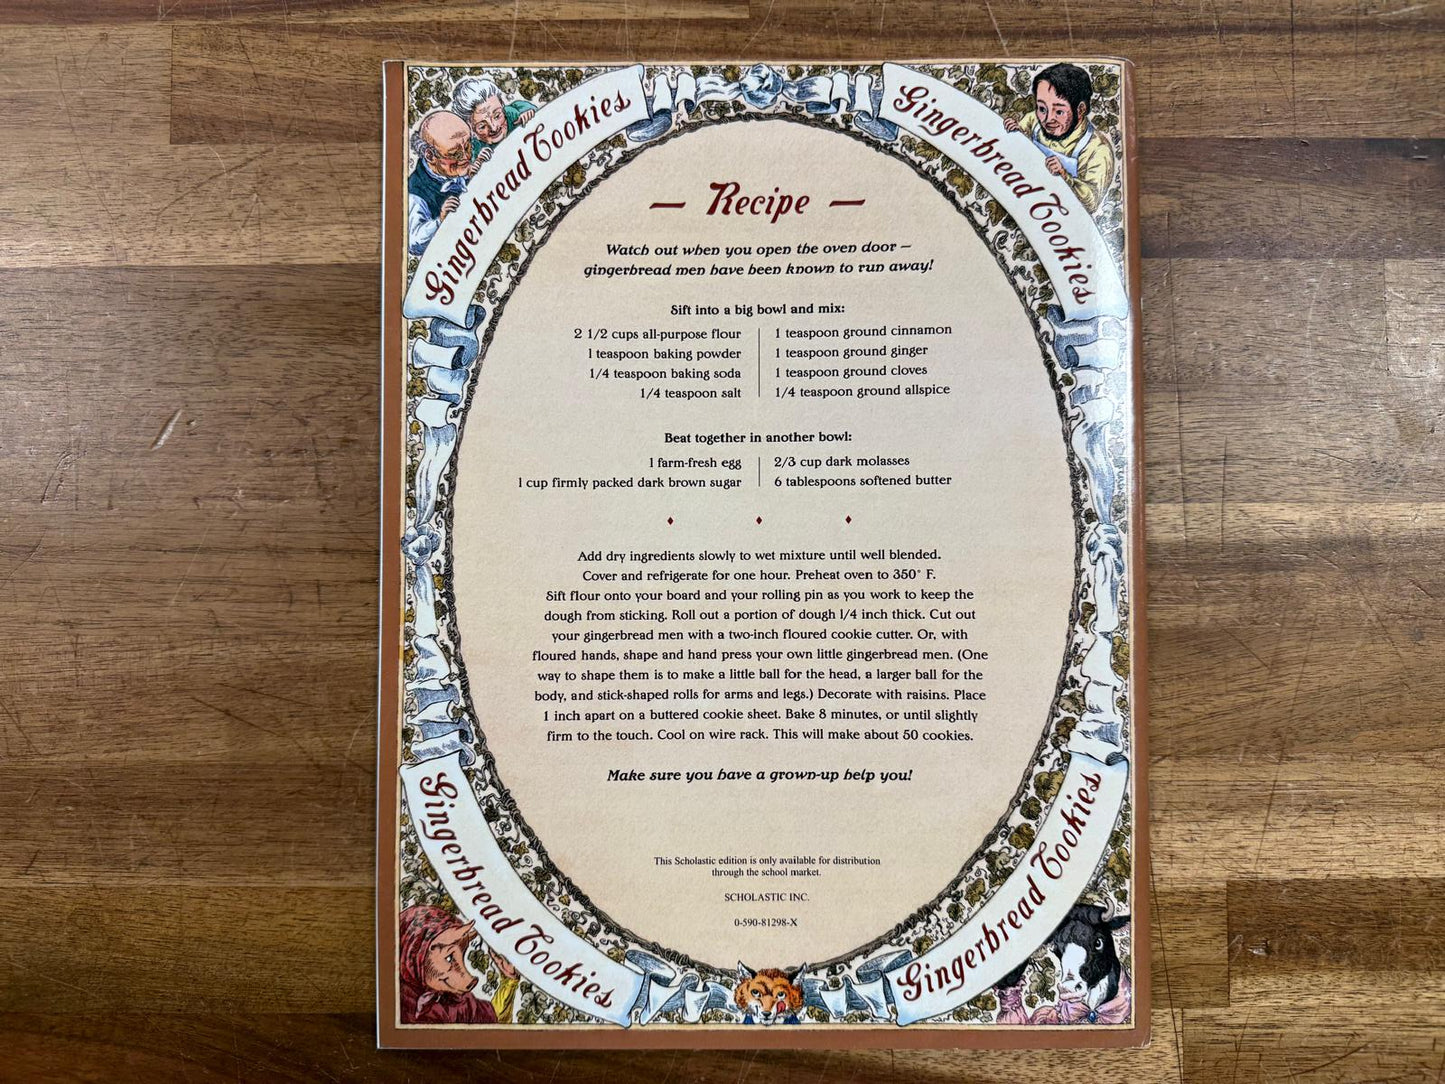 Gingerbread Cookies
Gingerbread Cookies
— Recipe —
Watch out when you open the oven door –
gingerbread men have been known to run away!
Sift into a big bowl and mix:
2 1/2 cups all-purpose flour
1 teaspoon baking powder
1/4 teaspoon baking soda
1/4 teaspoon salt
1 teaspoon ground cinnamon
1 teaspoon ground ginger
1 teaspoon ground cloves
1/4 teaspoon ground allspice
Beat together in another bowl:
1 farm-fresh egg
1 cup firmly packed dark brown sugar
2/3 cup dark molasses
6 tablespoons softened butter
Add dry ingredients slowly to wet mixture until well blended.
Cover and refrigerate for one hour. Preheat oven to 350° F.
Sift flour onto your board and your rolling pin as you work to keep the
dough from sticking. Roll out a portion of dough 1/4 inch thick. Cut out
your gingerbread men with a two-inch floured cookie cutter. Or, with
floured hands, shape and hand press your own little gingerbread men. (One
way to shape them is to make a little ball for the head, a larger ball for the
body, and stick-shaped rolls for arms and legs.) Decorate with raisins. Place
1 inch apart on a buttered cookie sheet. Bake 8 minutes, or until slightly
firm to the touch. Cool on wire rack. This will make about 50 cookies.
Make sure you have a grown-up help you!
This Scholastic edition is only available for distribution
through the school market.
SCHOLASTIC INC.
0-590-81298-X
Gingerbread Cookies
Gingerbread Cookies